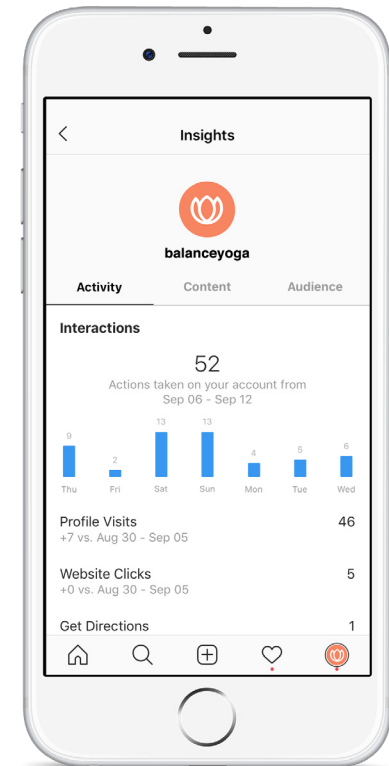 Insights
balanceyoga
Activity Content Audience
Interactions
52
Actions taken on your account from
Sep 06 - Sep 12
9 2 13 13 4 5 6
Thu Fri Sat Sun Mon Tue Wed
Profile Visits 46
+7 vs. Aug 30 - Sep 05
Website Clicks 5
+0 vs. Aug 30 - Sep 05
Get Directions 1